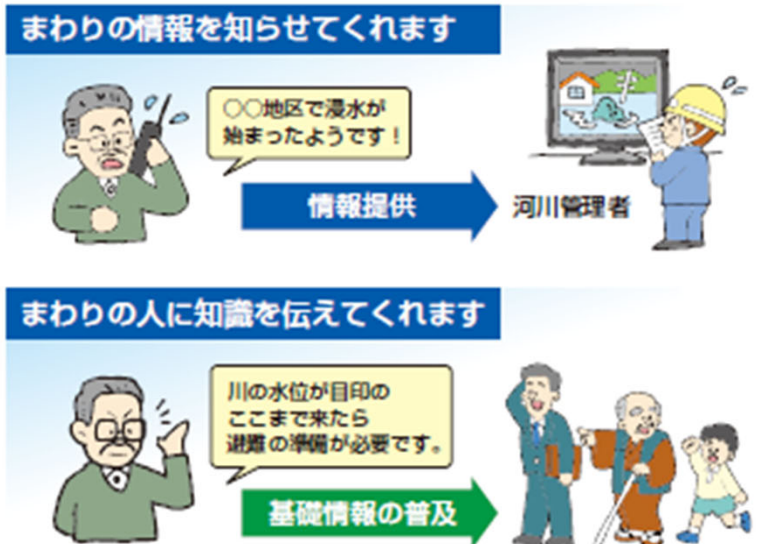 まわりの情報を知らせてくれます
○○地区で浸水が
始まったようです！
情報提供
河川管理者
まわりの人に知識を伝えてくれます
川の水位が目印の
ここまで来たら
避難の準備が必要です。
基礎情報の普及